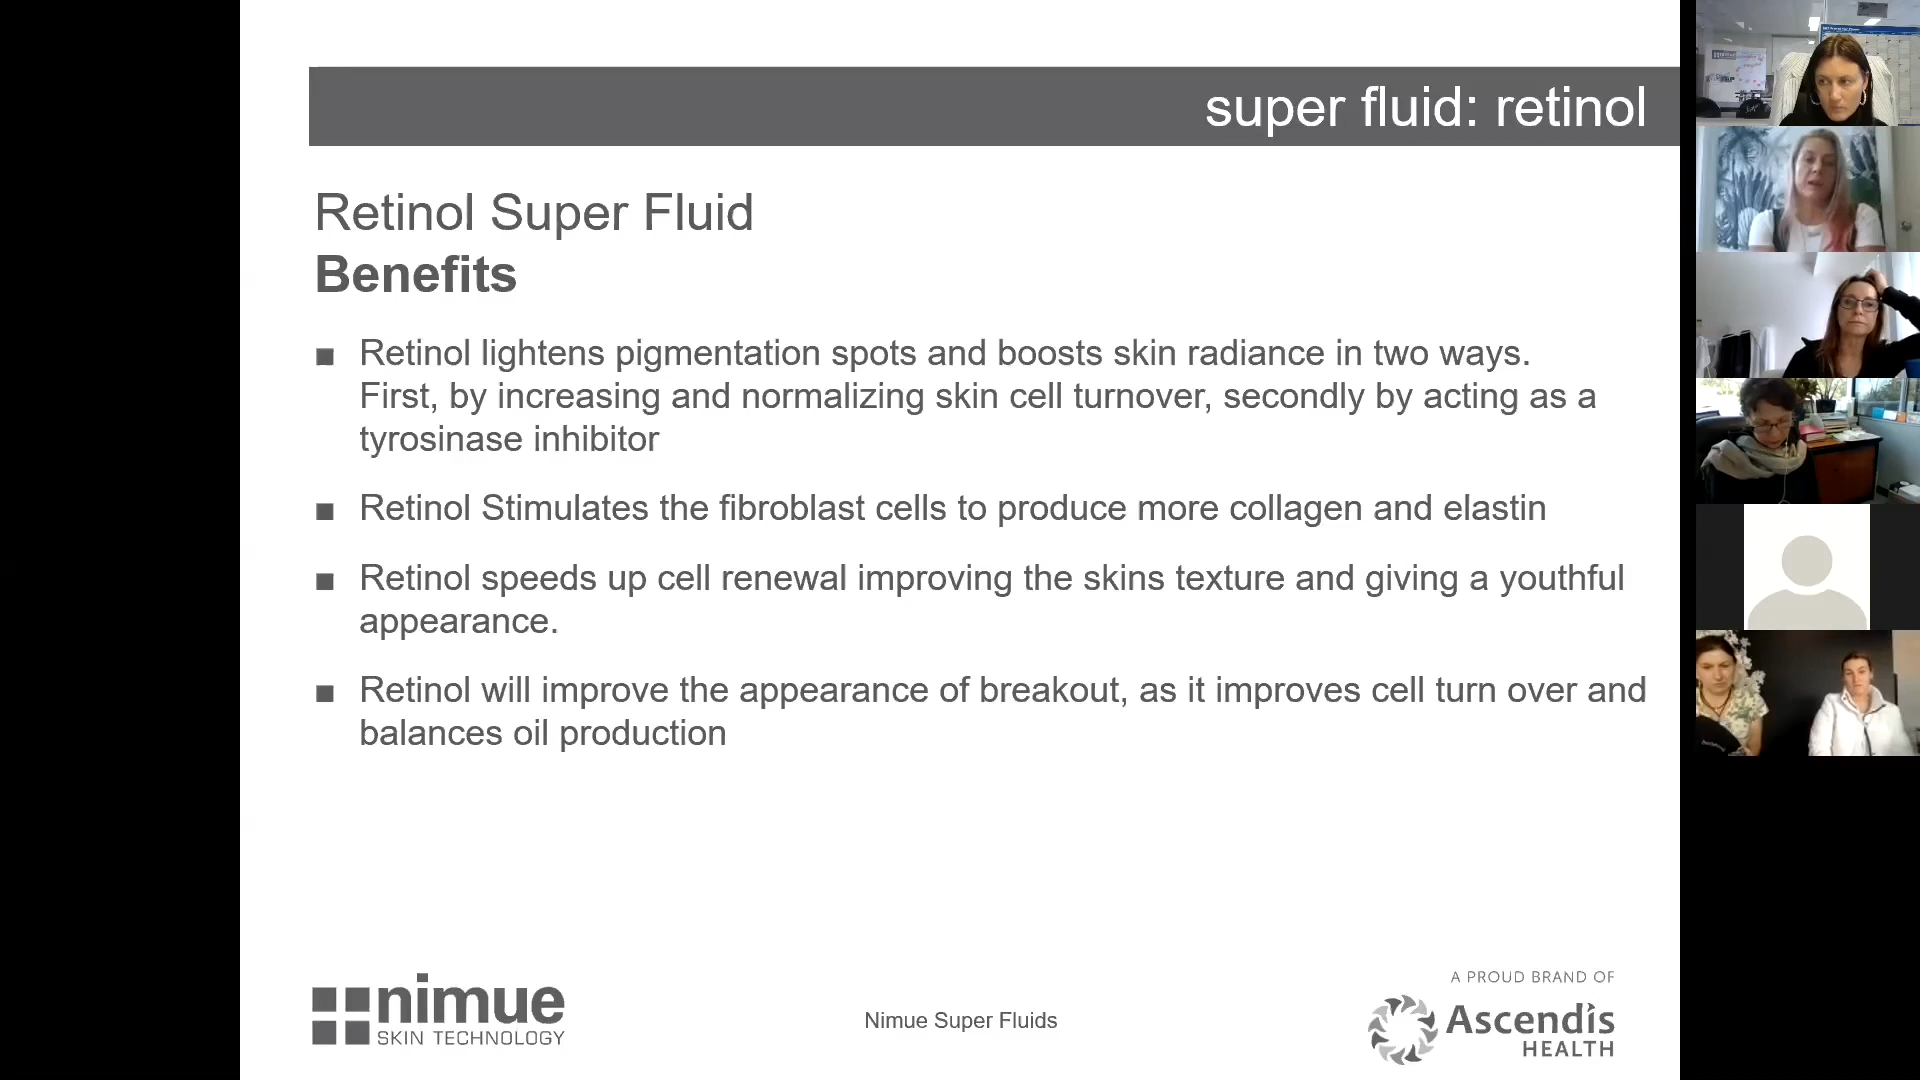 super fluid: retinol
Retinol Super Fluid
Benefits
Retinol lightens pigmentation spots and boosts skin radiance in two ways.
First, by increasing and normalizing skin cell turnover, secondly by acting as a
tyrosinase inhibitor
Retinol Stimulates the fibroblast cells to produce more collagen and elastin
Retinol speeds up cell renewal improving the skins texture and giving a youthful
appearance.
Retinol will improve the appearance of breakout, as it improves cell turn over and
balances oil production
nimue
SKIN TECHNOLOGY
Nimue Super Fluids
A PROUD BRAND OF
Ascendis
HEALTH